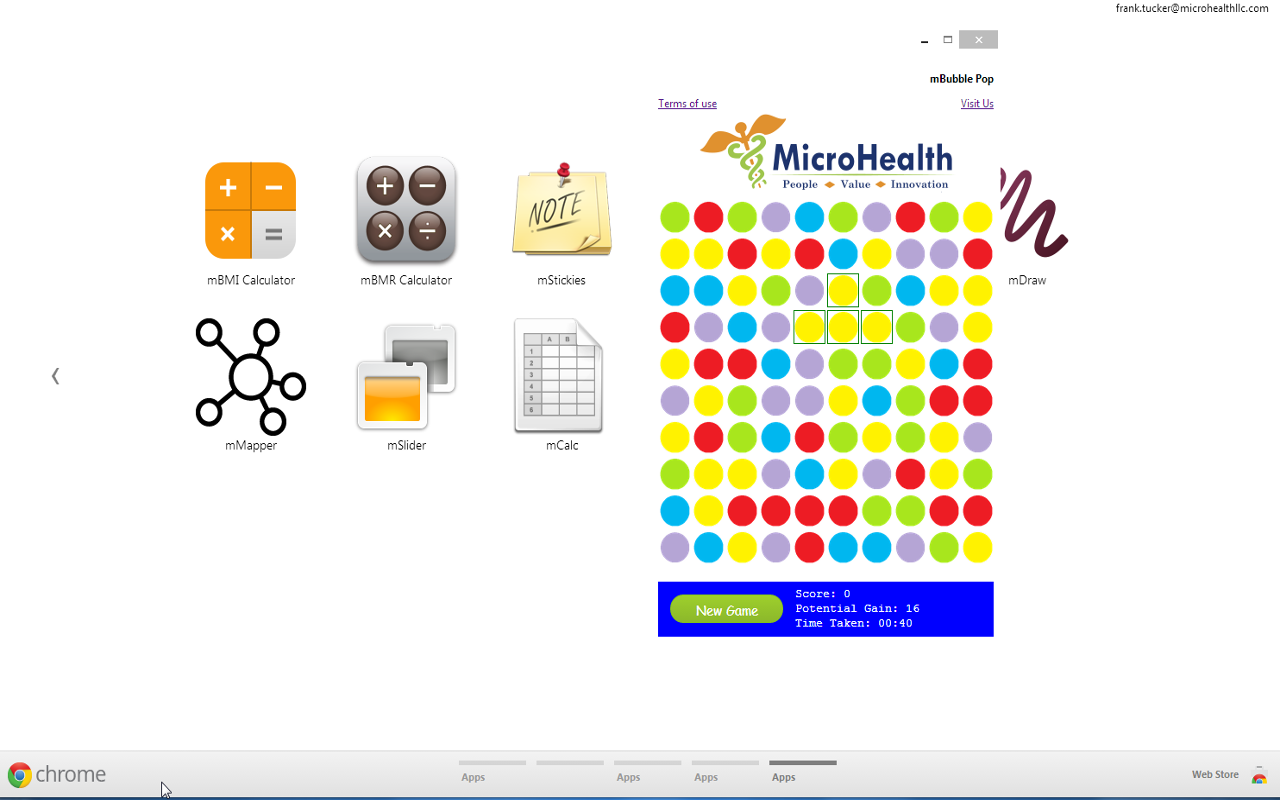 frank.tucker@microhealthllc.com
mBubble Pop
Terms of use
Visit Us
MicroHealth
People Value Innovation
NOTE
mBMI Calculator
mBMR Calculator
mStickies
mDraw
A B
1
2
3
4
5
6
mMapper
mSlider
mCalc
New Game
Score: 0
Potential Gain: 16
Time Taken: 00:40
chrome
Apps
Apps
Apps
Apps
Web Store